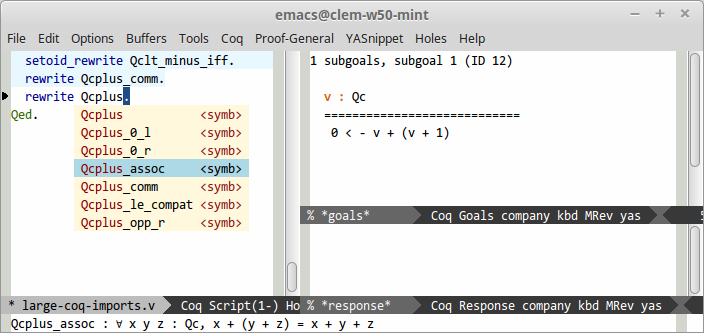 emacs@clem-w50-mint
File Edit Options Buffers Tools Coq Proof-General YASnippet Holes Help
setoid_rewrite Qclt_minus_iff.
rewrite Qcplus_comm.
rewrite Qcplus.
Qed.
Qcplus <symb>
Qcplus_0_l <symb>
Qcplus_0_r <symb>
Qcplus_assoc <symb>
Qcplus_comm <symb>
Qcplus_le_compat <symb>
Qcplus_opp_r <symb>
* large-coq-imports.v Coq Script(1-) Ho
1 subgoals, subgoal 1 (ID 12)
v : Qc
============================
0 < - v + (v + 1)
% *goals* Coq Goals company kbd MRev yas
% *response* Coq Response company kbd MRev yas
Qcplus_assoc : ∀ x y z : Qc, x + (y + z) = x + y + z